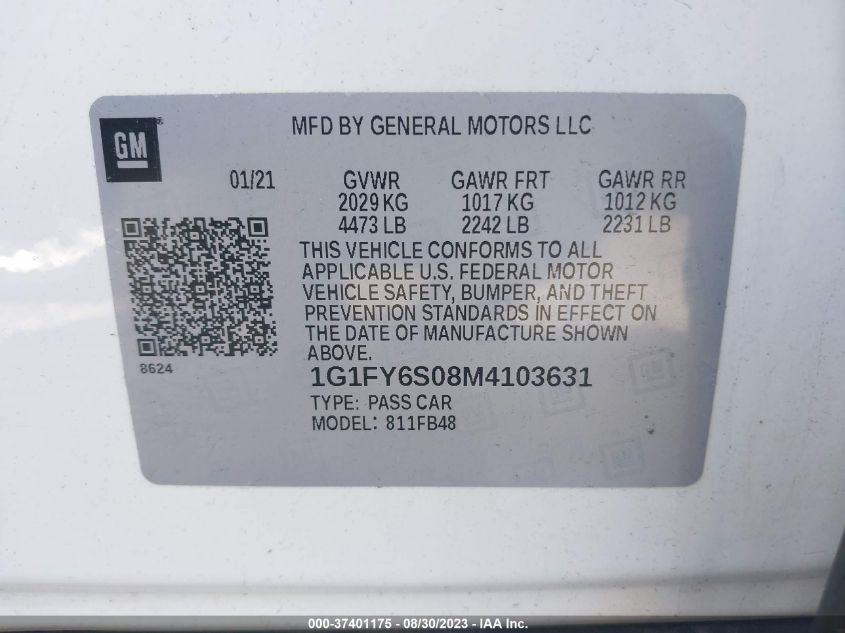 GM
MFD BY GENERAL MOTORS LLC
01/21 GVWR GAWR FRT GAWR RR
2029 KG 1017 KG 1012 KG
4473 LB 2242 LB 2231 LB
THIS VEHICLE CONFORMS TO ALL
APPLICABLE U.S. FEDERAL MOTOR
VEHICLE SAFETY, BUMPER, AND THEFT
PREVENTION STANDARDS IN EFFECT ON
THE DATE OF MANUFACTURE SHOWN
ABOVE.
8624
1G1FY6S08M4103631
TYPE: PASS CAR
MODEL: 811FB48
000-37401175 - 08/30/2023 - IAA Inc.